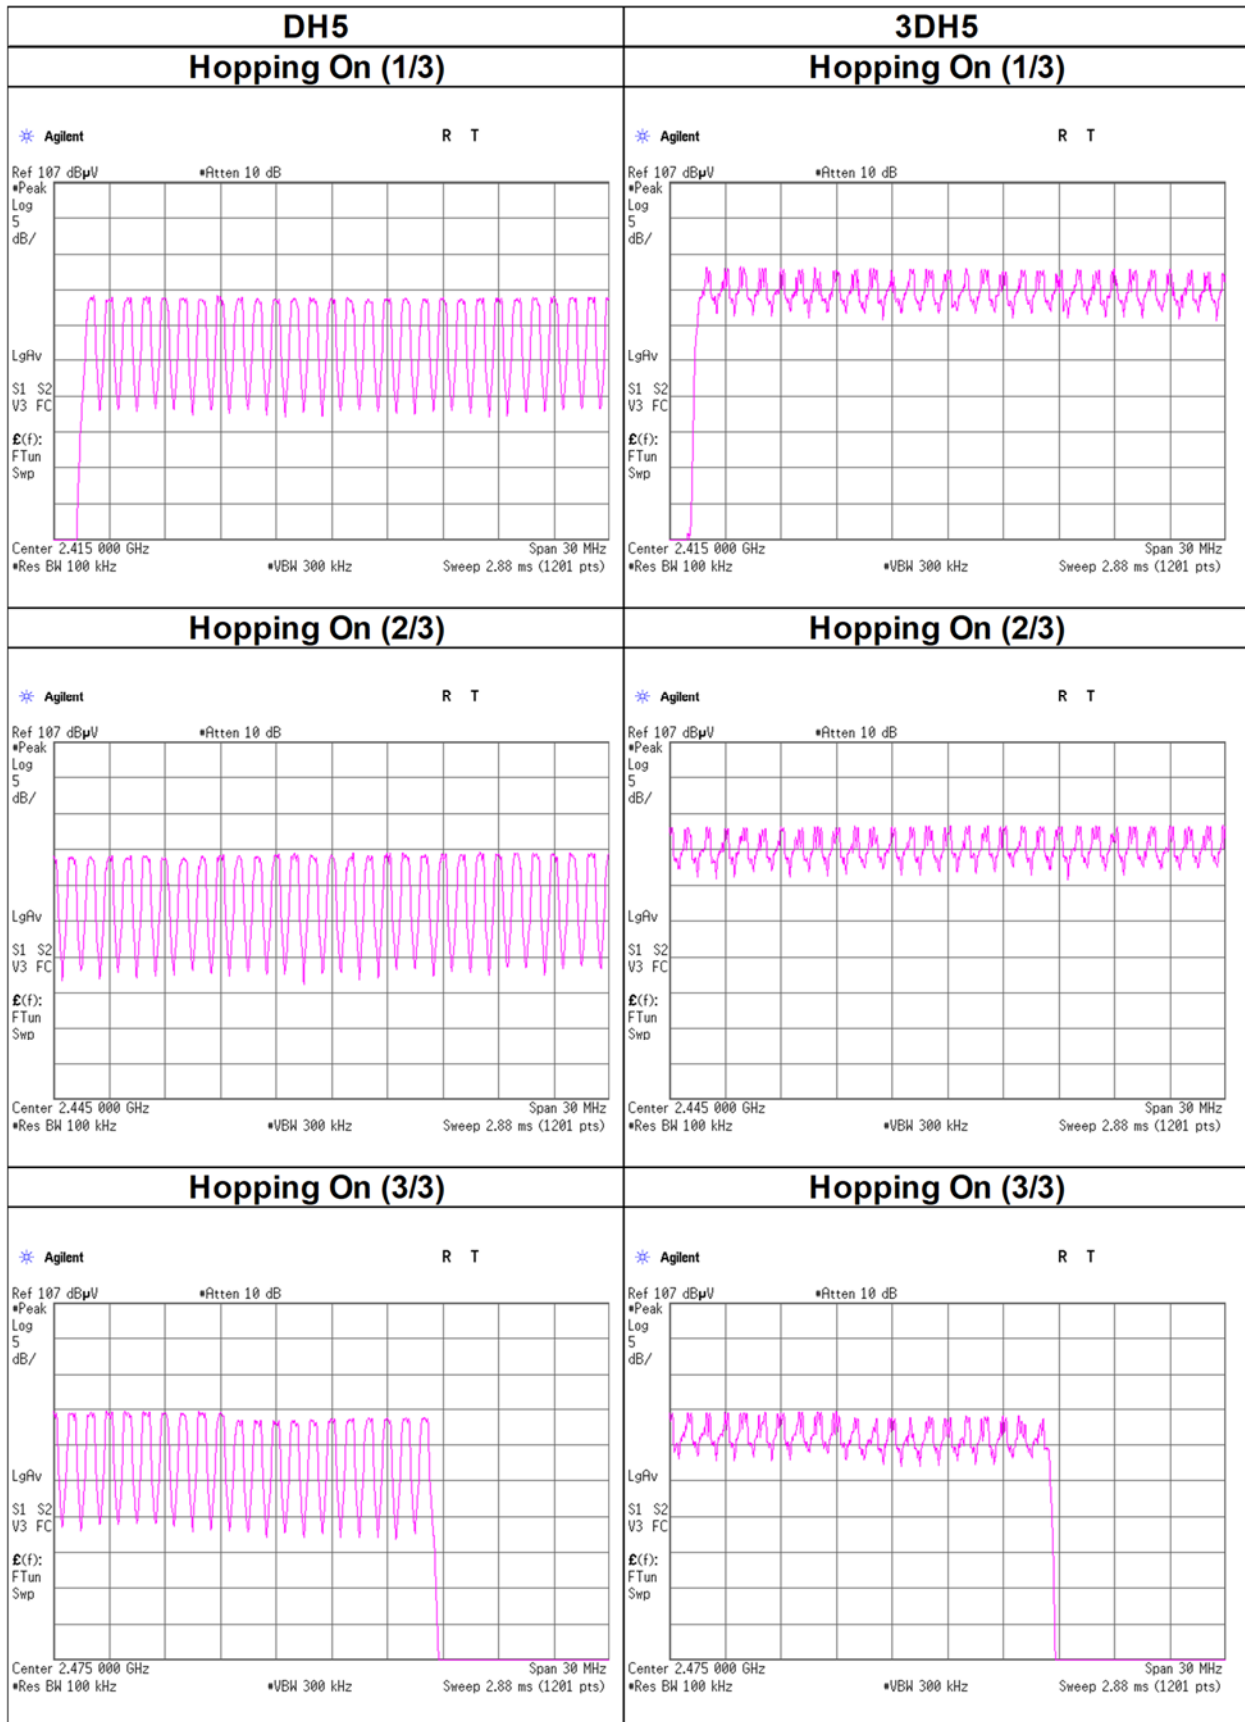 DH5
3DH5
Hopping On (1/3)
Hopping On (1/3)
Agilent
R T
Ref 107 dBµV
*Atten 10 dB
*Peak
Log
5
dB/
LgAv
S1 S2
V3 FC
£(f):
FTun
Swp
Center 2.415 000 GHz
Span 30 MHz
*Res BW 100 kHz
*VBW 300 kHz
Sweep 2.88 ms (1201 pts)
Agilent
R T
Ref 107 dBµV
*Atten 10 dB
*Peak
Log
5
dB/
LgAv
S1 S2
V3 FC
£(f):
FTun
Swp
Center 2.415 000 GHz
Span 30 MHz
*Res BW 100 kHz
*VBW 300 kHz
Sweep 2.88 ms (1201 pts)
Hopping On (2/3)
Hopping On (2/3)
Agilent
R T
Ref 107 dBµV
*Atten 10 dB
*Peak
Log
5
dB/
LgAv
S1 S2
V3 FC
£(f):
FTun
Swp
Center 2.445 000 GHz
Span 30 MHz
*Res BW 100 kHz
*VBW 300 kHz
Sweep 2.88 ms (1201 pts)
Agilent
R T
Ref 107 dBµV
*Atten 10 dB
*Peak
Log
5
dB/
LgAv
S1 S2
V3 FC
£(f):
FTun
Swp
Center 2.445 000 GHz
Span 30 MHz
*Res BW 100 kHz
*VBW 300 kHz
Sweep 2.88 ms (1201 pts)
Hopping On (3/3)
Hopping On (3/3)
Agilent
R T
Ref 107 dBµV
*Atten 10 dB
*Peak
Log
5
dB/
LgAv
S1 S2
V3 FC
£(f):
FTun
Swp
Center 2.475 000 GHz
Span 30 MHz
*Res BW 100 kHz
*VBW 300 kHz
Sweep 2.88 ms (1201 pts)
Agilent
R T
Ref 107 dBµV
*Atten 10 dB
*Peak
Log
5
dB/
LgAv
S1 S2
V3 FC
£(f):
FTun
Swp
Center 2.475 000 GHz
Span 30 MHz
*Res BW 100 kHz
*VBW 300 kHz
Sweep 2.88 ms (1201 pts)